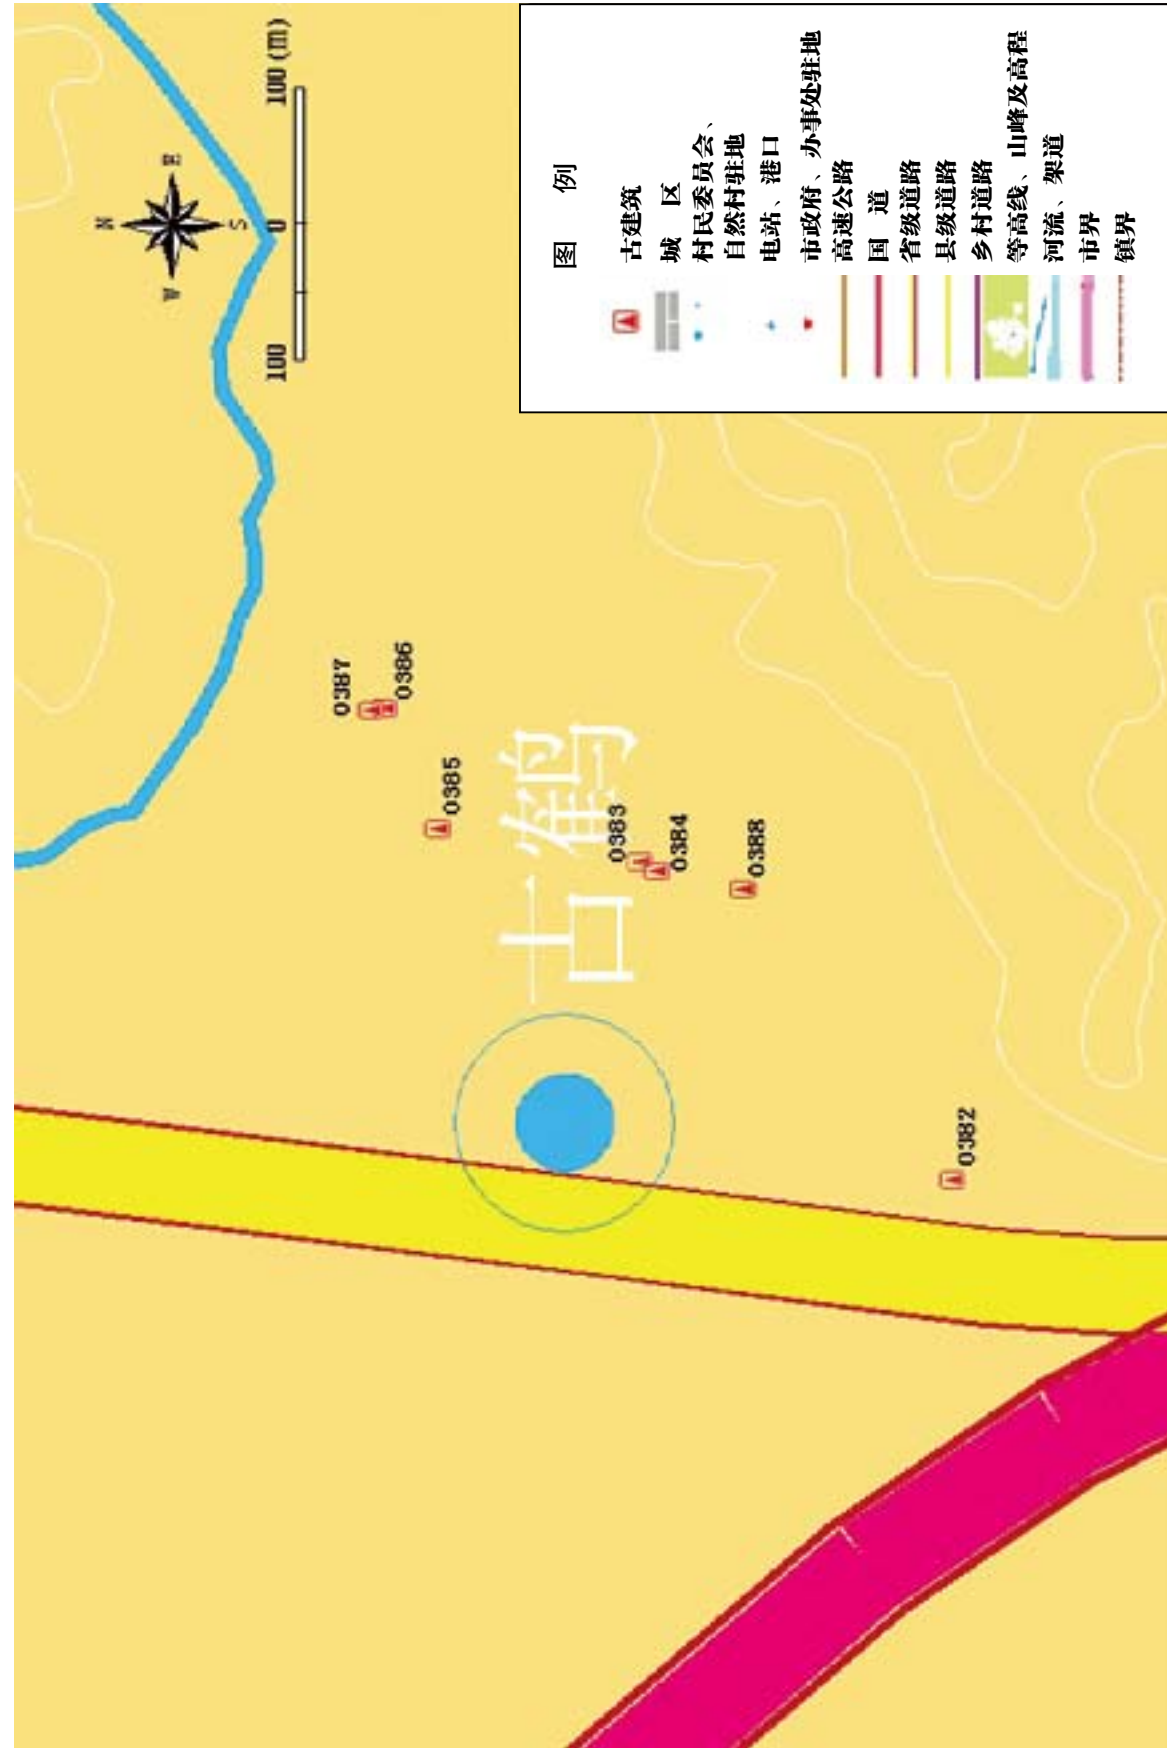 N
E
S
W
100 0 100 (m)
图 例
古建筑
城 区
村民委员会、
自然村驻地
电站、港口
市政府、办事处驻地
高速公路
国 道
省级道路
县级道路
乡村道路
等高线、山峰及高程
河流、架道
市界
镇界
0387
0386
0385
古鹤
0383
0384
0388
0382